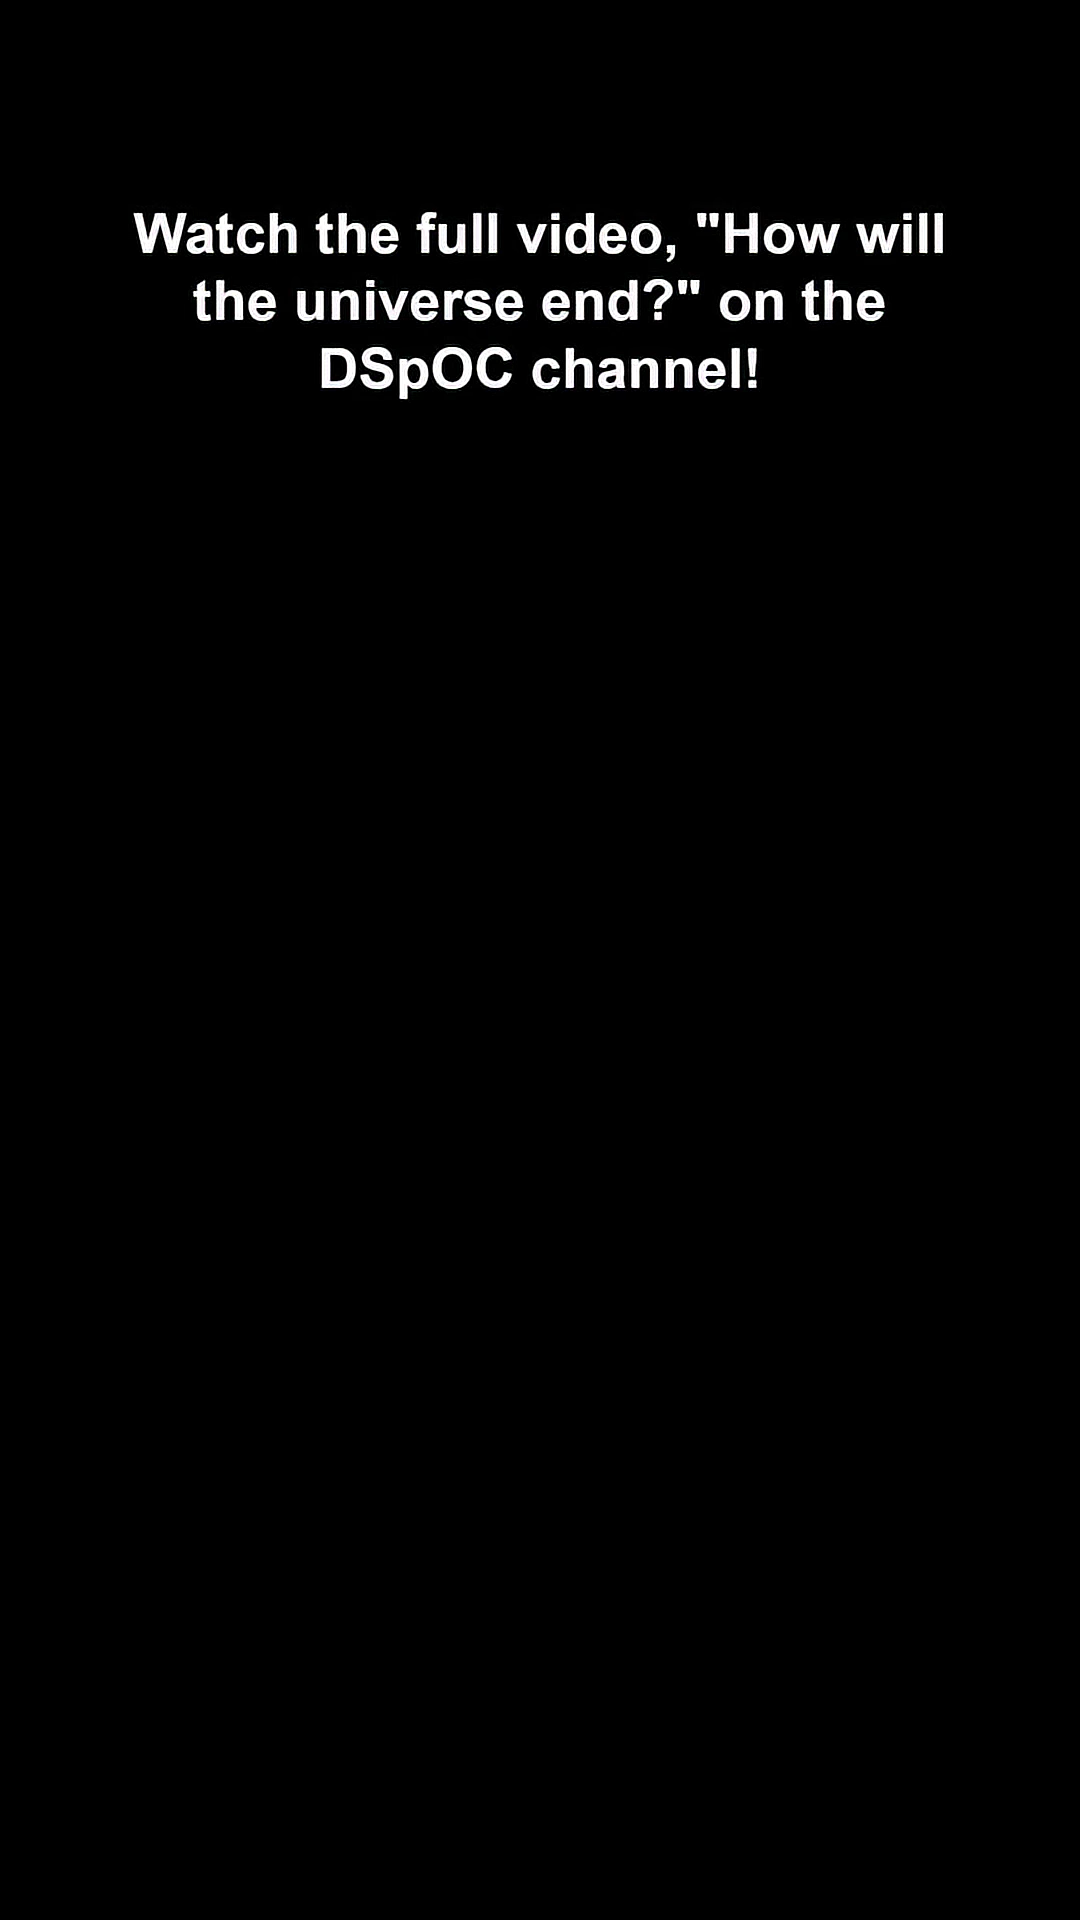 Watch the full video, "How will
the universe end?" on the
DSpOC channel!